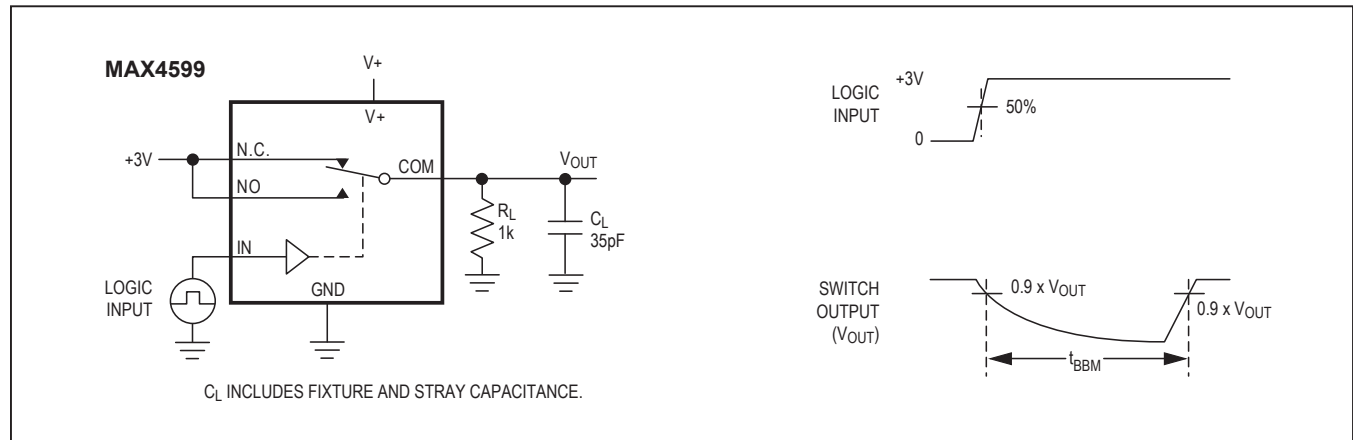 MAX4599
V+
V+
+3V
N.C.
COM
VOUT
NO
RL
1k
CL
35pF
IN
LOGIC
INPUT
GND
CL INCLUDES FIXTURE AND STRAY CAPACITANCE.
LOGIC
INPUT
+3V
50%
0
SWITCH
OUTPUT
(VOUT)
0.9 x VOUT
0.9 x VOUT
tBBM